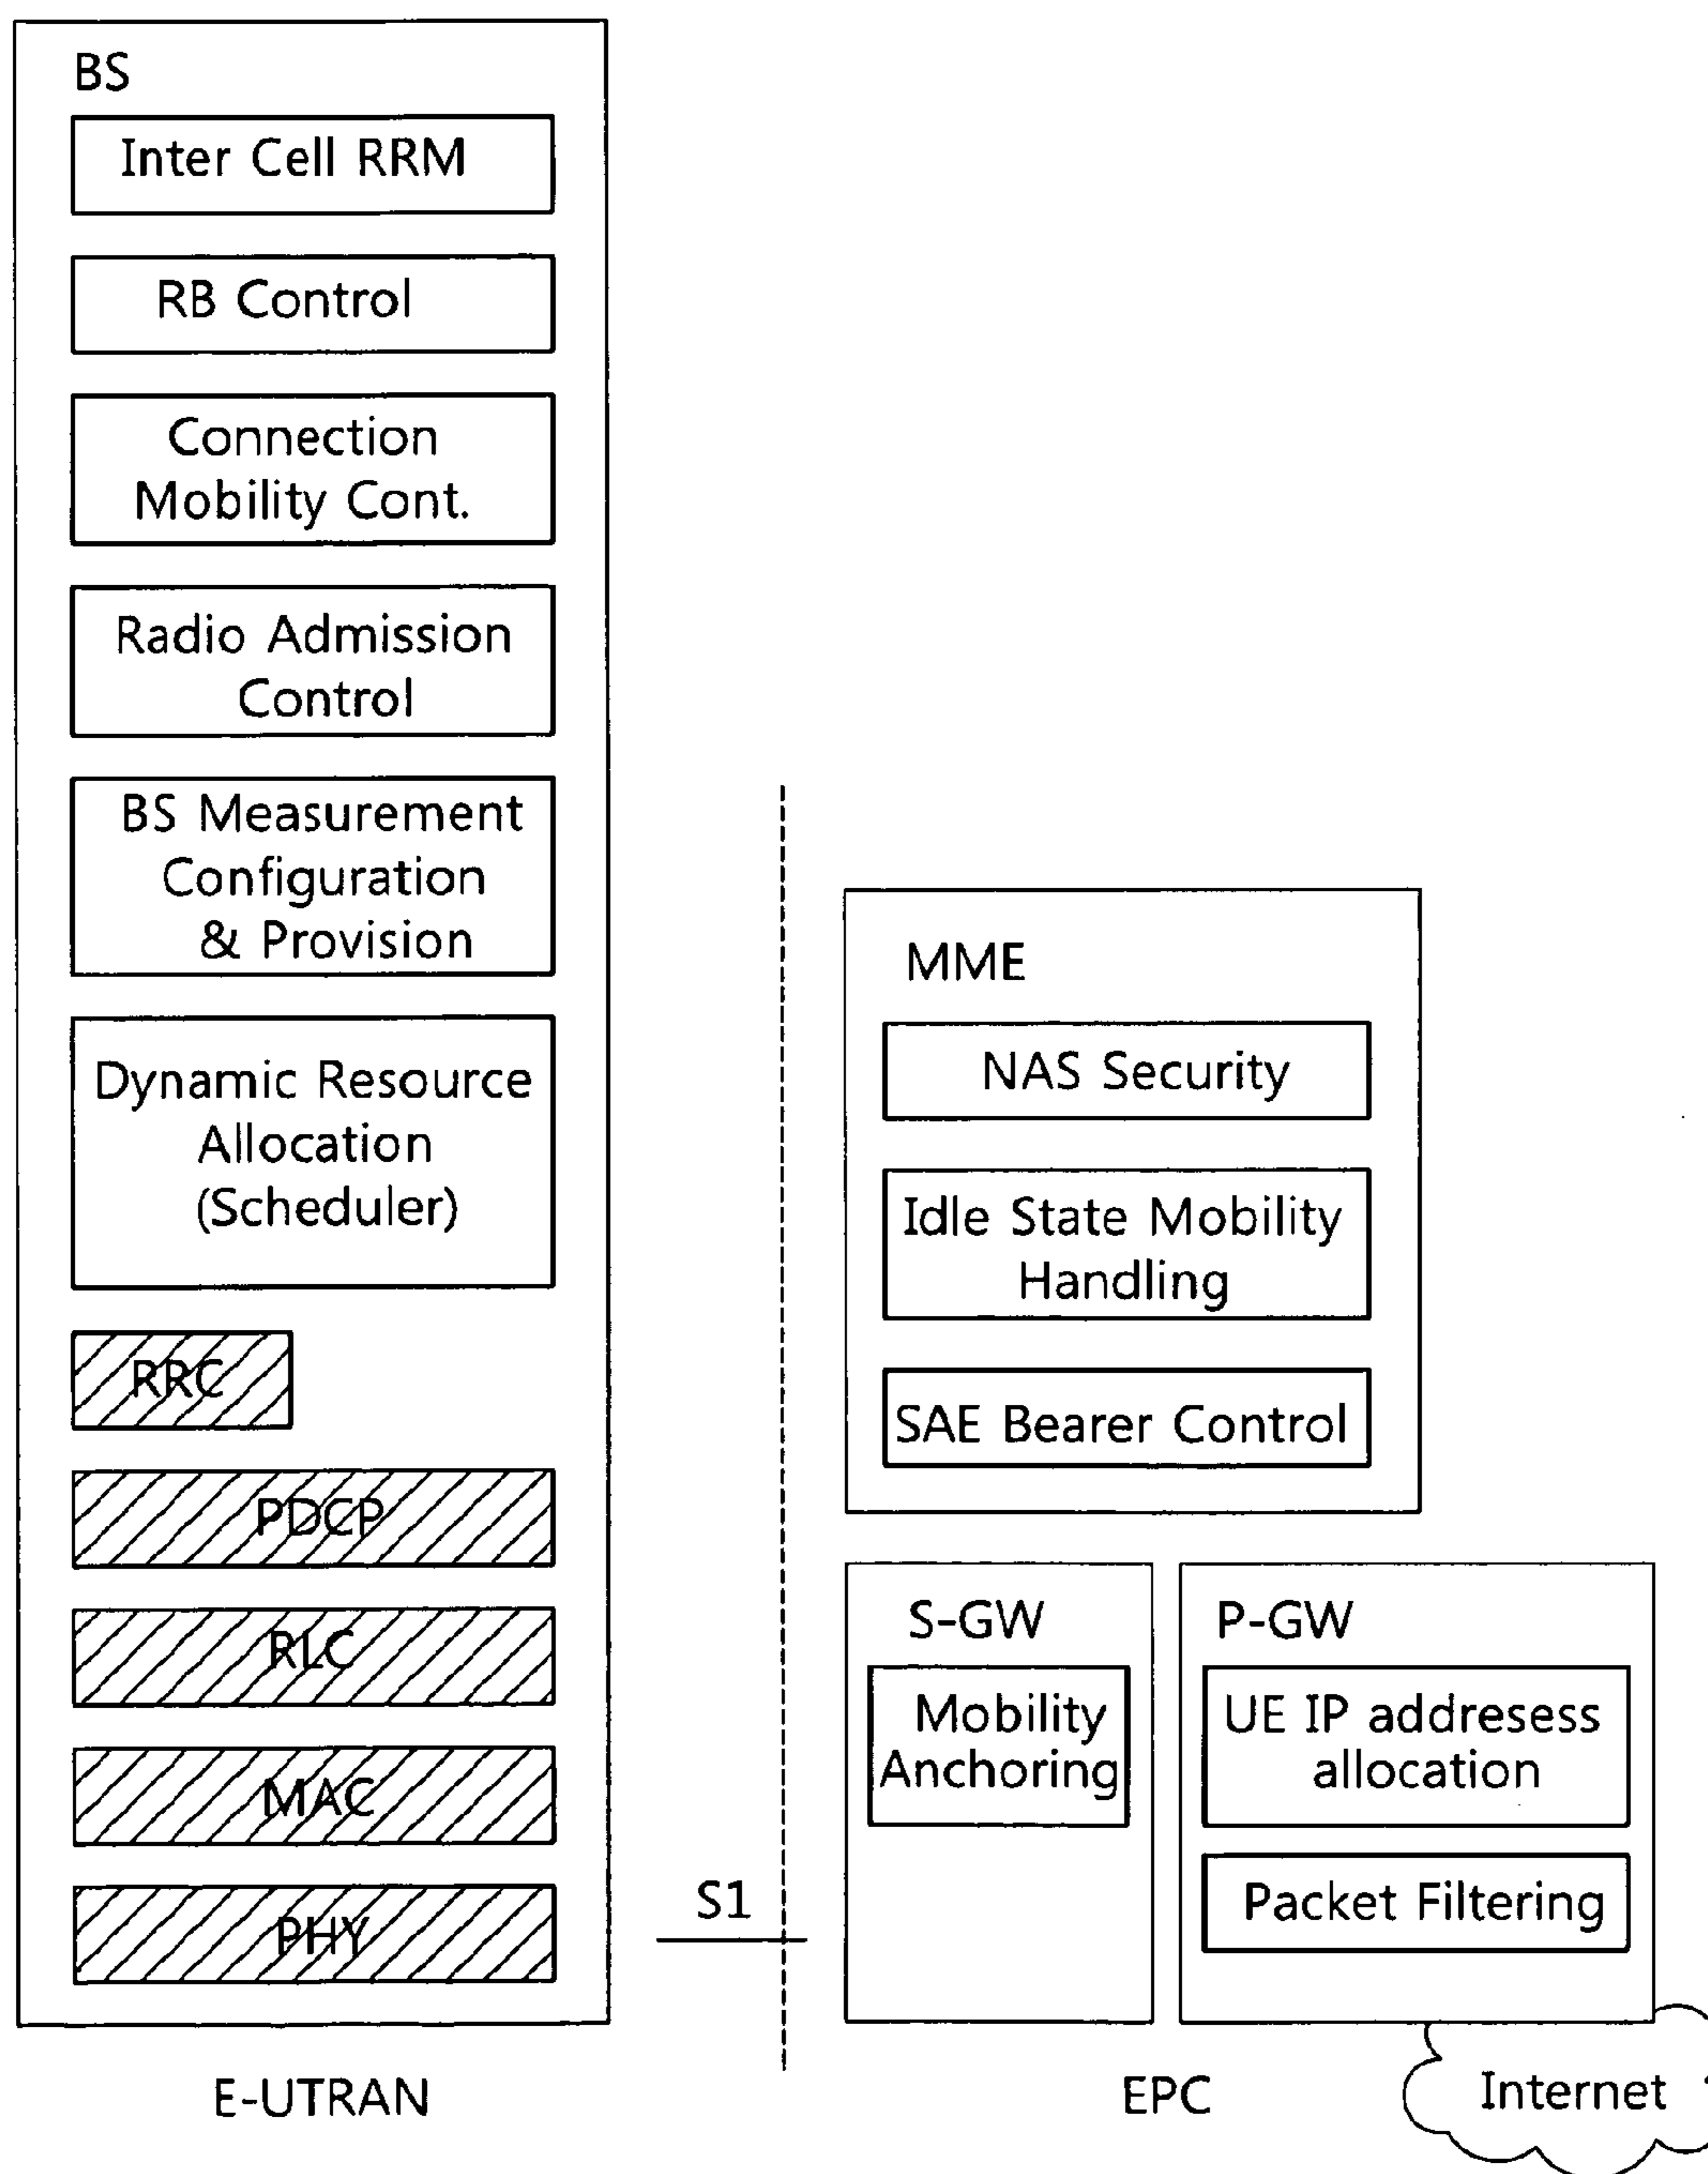 BS
Inter Cell RRM
RB Control
Connection
Mobility Cont.
Radio Admission
Control
BS Measurement
Configuration
& Provision
Dynamic Resource
Allocation
(Scheduler)
RRC
PDCP
RLC
MAC
PHY
E-UTRAN
S1
MME
NAS Security
Idle State Mobility
Handling
SAE Bearer Control
S-GW
Mobility
Anchoring
P-GW
UE IP addresess
allocation
Packet Filtering
EPC
Internet